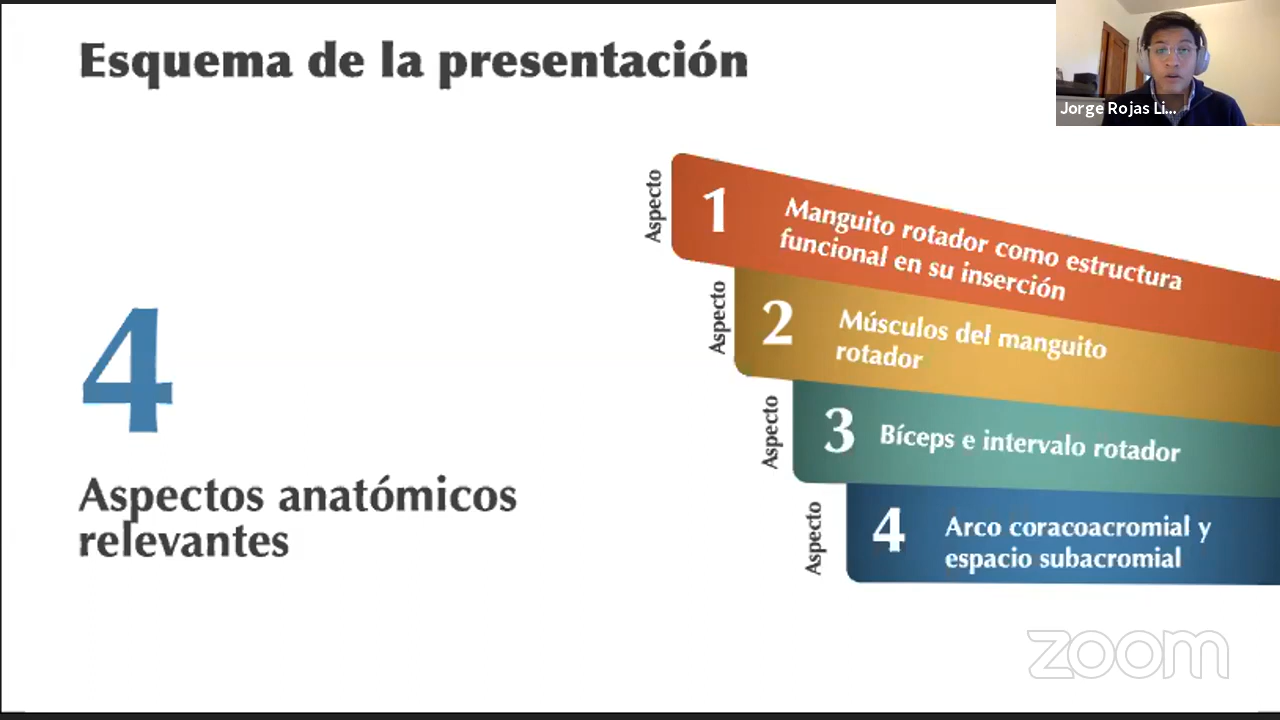 Esquema de la presentación
Jorge Rojas Li...
Aspecto
1
Manguito rotador como estructura
funcional en su inserción
Aspecto
2
Músculos del manguito
rotador
Aspecto
3
Bíceps e intervalo rotador
Aspecto
4
Arco coracoacromial y
espacio subacromial
4
Aspectos anatómicos
relevantes
zoom